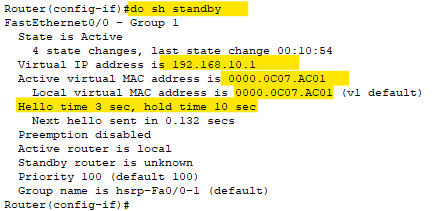 Router(config-if)#do sh standby
FastEthernet0/0 - Group 1
State is Active
4 state changes, last state change 00:10:54
Virtual IP address is 192.168.10.1
Active virtual MAC address is 0000.0C07.AC01
Local virtual MAC address is 0000.0C07.AC01 (v1 default)
Hello time 3 sec, hold time 10 sec
Next hello sent in 0.132 secs
Preemption disabled
Active router is local
Standby router is unknown
Priority 100 (default 100)
Group name is hsrp-Fa0/0-1 (default)
Router(config-if)#